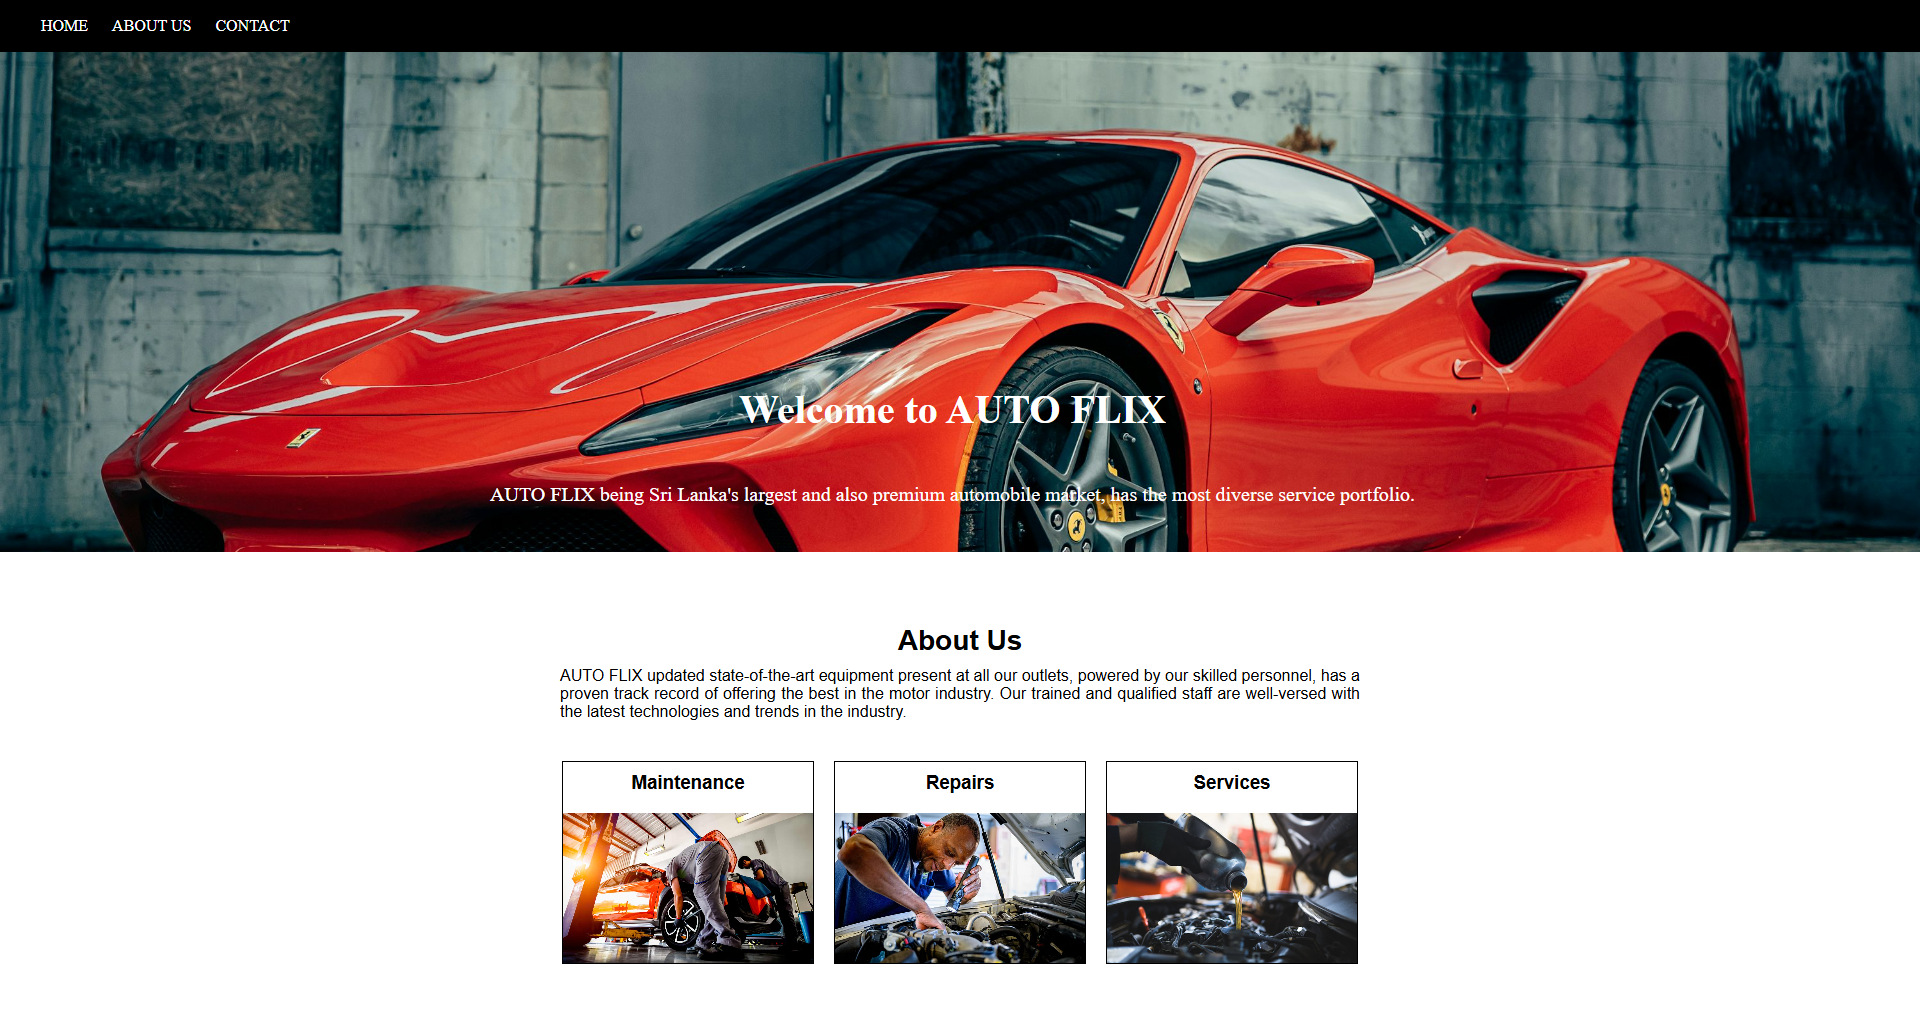 HOME ABOUT US CONTACT
Welcome to AUTO FLIX
AUTO FLIX being Sri Lanka's largest and also premium automobile market, has the most diverse service portfolio.
About Us
AUTO FLIX updated state-of-the-art equipment present at all our outlets, powered by our skilled personnel, has a
proven track record of offering the best in the motor industry. Our trained and qualified staff are well-versed with
the latest technologies and trends in the industry.
Maintenance
Repairs
Services